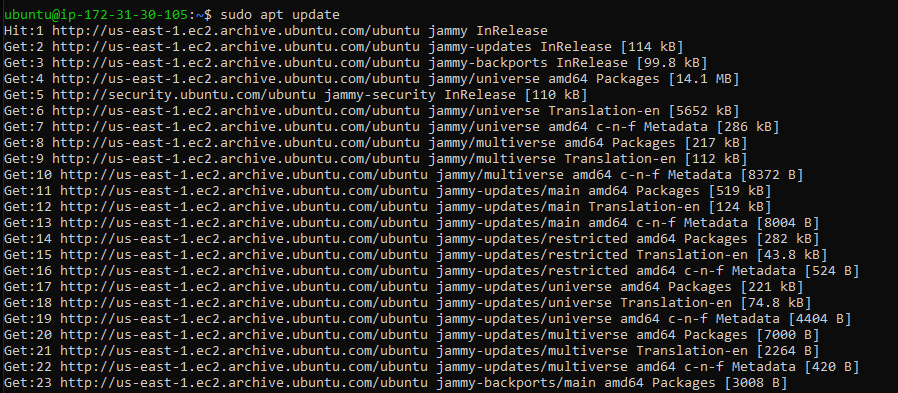 ubuntu@ip-172-31-30-105:~$ sudo apt update
Hit:1 http://us-east-1.ec2.archive.ubuntu.com/ubuntu jammy InRelease
Get:2 http://us-east-1.ec2.archive.ubuntu.com/ubuntu jammy-updates InRelease [114 kB]
Get:3 http://us-east-1.ec2.archive.ubuntu.com/ubuntu jammy-backports InRelease [99.8 kB]
Get:4 http://us-east-1.ec2.archive.ubuntu.com/ubuntu jammy/universe amd64 Packages [14.1 MB]
Get:5 http://security.ubuntu.com/ubuntu jammy-security InRelease [110 kB]
Get:6 http://us-east-1.ec2.archive.ubuntu.com/ubuntu jammy/universe Translation-en [5652 kB]
Get:7 http://us-east-1.ec2.archive.ubuntu.com/ubuntu jammy/universe amd64 c-n-f Metadata [286 kB]
Get:8 http://us-east-1.ec2.archive.ubuntu.com/ubuntu jammy/multiverse amd64 Packages [217 kB]
Get:9 http://us-east-1.ec2.archive.ubuntu.com/ubuntu jammy/multiverse Translation-en [112 kB]
Get:10 http://us-east-1.ec2.archive.ubuntu.com/ubuntu jammy/multiverse amd64 c-n-f Metadata [8372 B]
Get:11 http://us-east-1.ec2.archive.ubuntu.com/ubuntu jammy-updates/main amd64 Packages [519 kB]
Get:12 http://us-east-1.ec2.archive.ubuntu.com/ubuntu jammy-updates/main Translation-en [124 kB]
Get:13 http://us-east-1.ec2.archive.ubuntu.com/ubuntu jammy-updates/main amd64 c-n-f Metadata [8004 B]
Get:14 http://us-east-1.ec2.archive.ubuntu.com/ubuntu jammy-updates/restricted amd64 Packages [282 kB]
Get:15 http://us-east-1.ec2.archive.ubuntu.com/ubuntu jammy-updates/restricted Translation-en [43.8 kB]
Get:16 http://us-east-1.ec2.archive.ubuntu.com/ubuntu jammy-updates/restricted amd64 c-n-f Metadata [524 B]
Get:17 http://us-east-1.ec2.archive.ubuntu.com/ubuntu jammy-updates/universe amd64 Packages [221 kB]
Get:18 http://us-east-1.ec2.archive.ubuntu.com/ubuntu jammy-updates/universe Translation-en [74.8 kB]
Get:19 http://us-east-1.ec2.archive.ubuntu.com/ubuntu jammy-updates/universe amd64 c-n-f Metadata [4404 B]
Get:20 http://us-east-1.ec2.archive.ubuntu.com/ubuntu jammy-updates/multiverse amd64 Packages [7000 B]
Get:21 http://us-east-1.ec2.archive.ubuntu.com/ubuntu jammy-updates/multiverse Translation-en [2264 B]
Get:22 http://us-east-1.ec2.archive.ubuntu.com/ubuntu jammy-updates/multiverse amd64 c-n-f Metadata [420 B]
Get:23 http://us-east-1.ec2.archive.ubuntu.com/ubuntu jammy-backports/main amd64 Packages [3008 B]